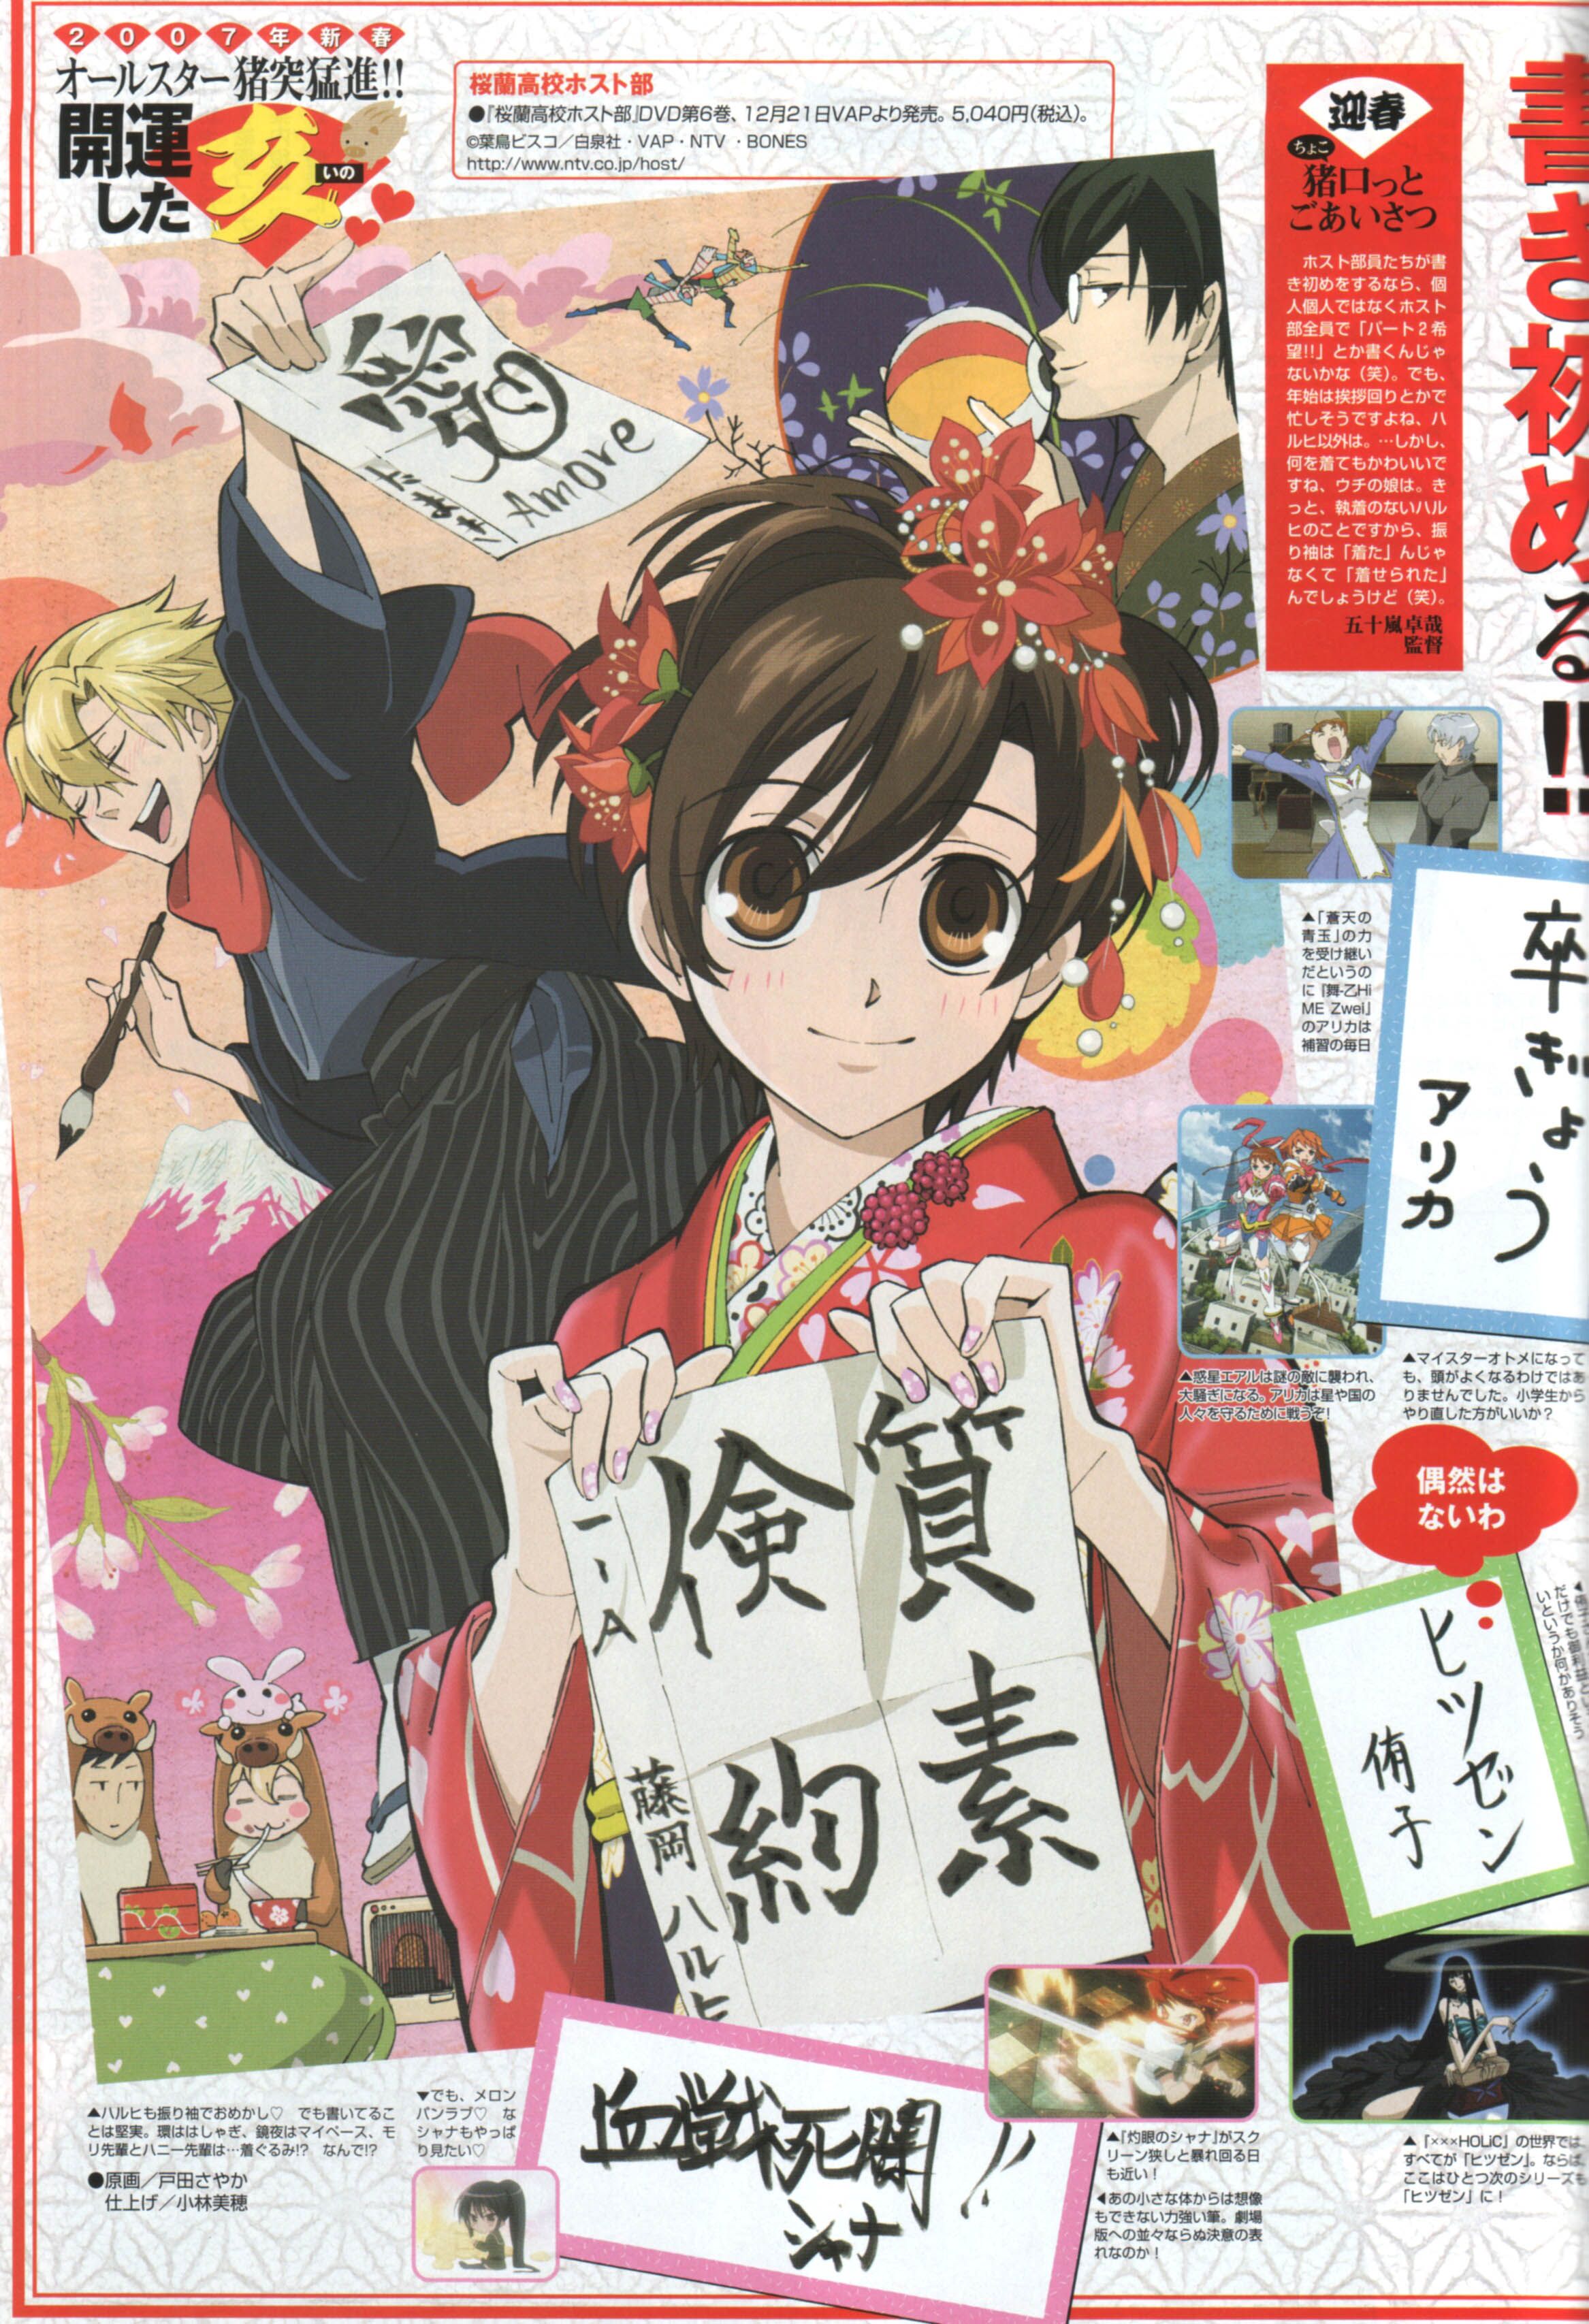 2007年新春
オールスター猪突猛進!!
開運
した
亥
いの
桜蘭高校ホスト部
●『桜蘭高校ホスト部』DVD第6巻、12月21日VAPより発売。5,040円(税込)。
©葉鳥ビスコ/白泉社・VAP・NTV・BONES
http://www.ntv.co.jp/host/
書き初める!!
迎春
ちょこ
猪口っと
ごあいさつ
ホスト部員たちが書
き初めをするなら、個
人個人ではなくホスト
部全員で「パート2希
望!!」とか書くんじゃ
ないかな(笑)。でも、
年始は挨拶回りとかで
忙しそうですよね、ハ
ルヒ以外は。…しかし、
何を着てもかわいいで
すね、ウチの娘は。き
っと、執着のないハル
ヒのことですから、振
り袖は「着た」んじゃ
なくて「着せられた」
んでしょうけど(笑)。
五十嵐卓哉
監督
Amore
たまき
▲「蒼天の
青玉」の力
を受け継い
だというの
に『舞-乙Hi
ME Zwei』
のアリカは
補習の毎日
卒ぎょう
アリカ
▲惑星エアルは謎の敵に襲われ、
大騒ぎになる。アリカは星や国の
人々を守るために戦うぞ!
▲マイスターオトメになって
も、頭がよくなるわけではあ
りませんでした。小学生から
やり直した方がいいか?
偶然は
ないわ
ヒツゼン
侑子
だけでも御利益と
いというか何かありそう
質素
倹約
一-A
藤岡ハルヒ
▲ハルヒも振り袖でおめかし♡ でも書いてるこ
とは堅実。環ははしゃぎ、鏡夜はマイペース、モ
リ先輩とハニー先輩は…着ぐるみ!? なんで!?
●原画/戸田さやか
仕上げ/小林美穂
▼でも、メロン
パンラブ♡ な
シャナもやっぱ
り見たい♡
血戦死闘!!
シャナ
▲『灼眼のシャナ』がスク
リーン狭しと暴れ回る日
も近い!
◀あの小さな体からは想像
もできない力強い筆。劇場
版への並々ならぬ決意の表
れなのか!
▲『×××HOLiC』の世界では
すべてが「ヒツゼン」。ならば、
ここはひとつ次のシリーズも
「ヒツゼン」に!